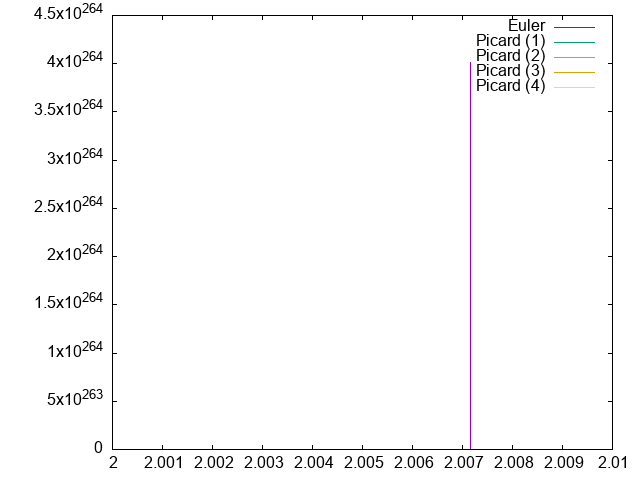 4.5x10^264
Euler
Picard (1)
Picard (2)
Picard (3)
Picard (4)
4x10^264
3.5x10^264
3x10^264
2.5x10^264
2x10^264
1.5x10^264
1x10^264
5x10^263
0
2 2.001 2.002 2.003 2.004 2.005 2.006 2.007 2.008 2.009 2.01